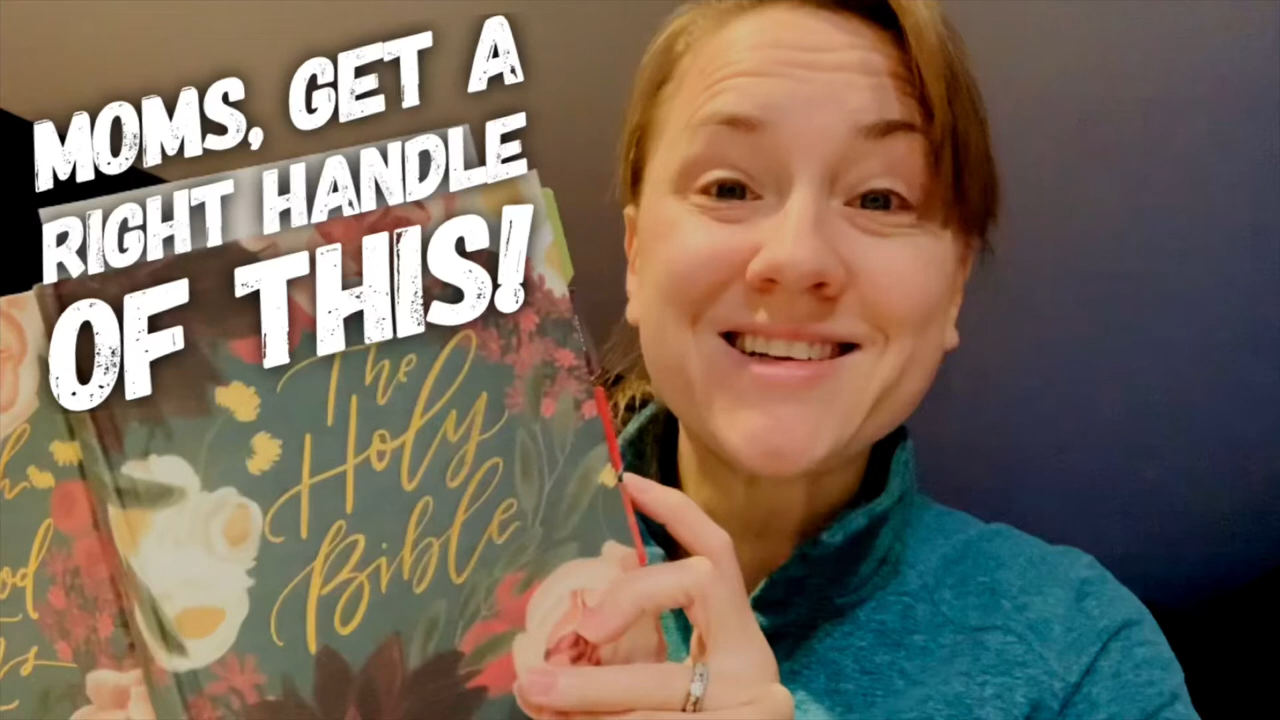 MOMS, GET A
RIGHT HANDLE
OF THIS!
The
Holy
Bible